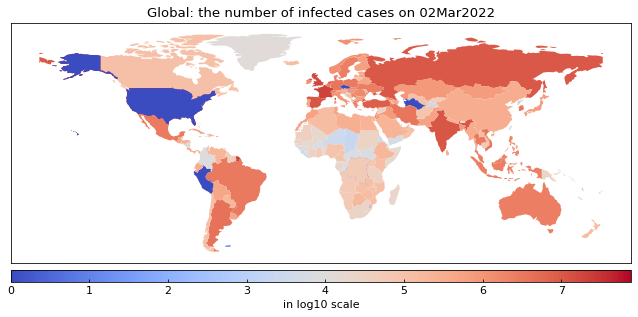 Global: the number of infected cases on 02Mar2022
0 1 2 3 4 5 6 7
in log10 scale